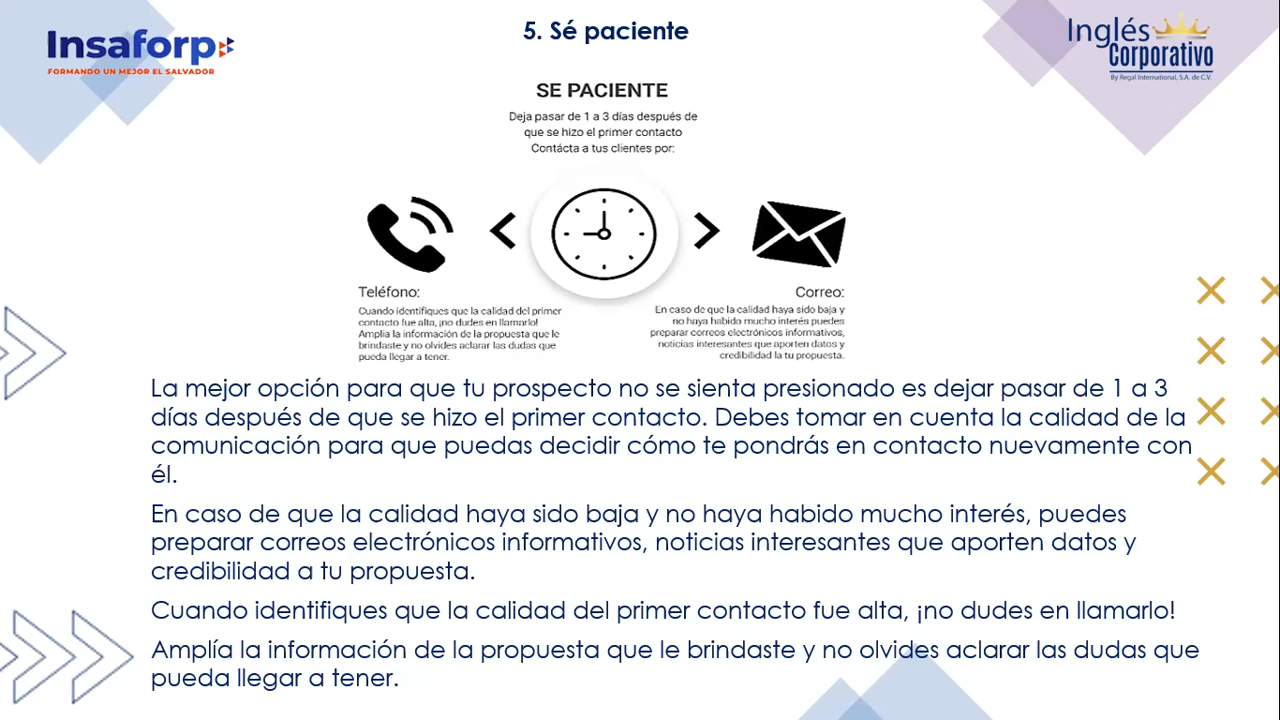 5. Sé paciente
Insaforp
FORMANDO UN MEJOR EL SALVADOR
Inglés
Corporativo
By Regal International, S.A. de C.V.
SE PACIENTE
Deja pasar de 1 a 3 días después de
que se hizo el primer contacto
Contácta a tus clientes por:
Teléfono:
Cuando identifiques que la calidad del primer
contacto fue alta, ¡no dudes en llamarlo!
Amplia la información de la propuesta que le
brindaste y no olvides aclarar las dudas que
pueda llegar a tener.
Correo:
En caso de que la calidad haya sido baja y
no haya habido mucho interés puedes
preparar correos electrónicos informativos,
noticias interesantes que aporten datos y
credibilidad la tu propuesta.
La mejor opción para que tu prospecto no se sienta presionado es dejar pasar de 1 a 3
días después de que se hizo el primer contacto. Debes tomar en cuenta la calidad de la
comunicación para que puedas decidir cómo te pondrás en contacto nuevamente con
él.
En caso de que la calidad haya sido baja y no haya habido mucho interés, puedes
preparar correos electrónicos informativos, noticias interesantes que aporten datos y
credibilidad a tu propuesta.
Cuando identifiques que la calidad del primer contacto fue alta, ¡no dudes en llamarlo!
Amplía la información de la propuesta que le brindaste y no olvides aclarar las dudas que
pueda llegar a tener.